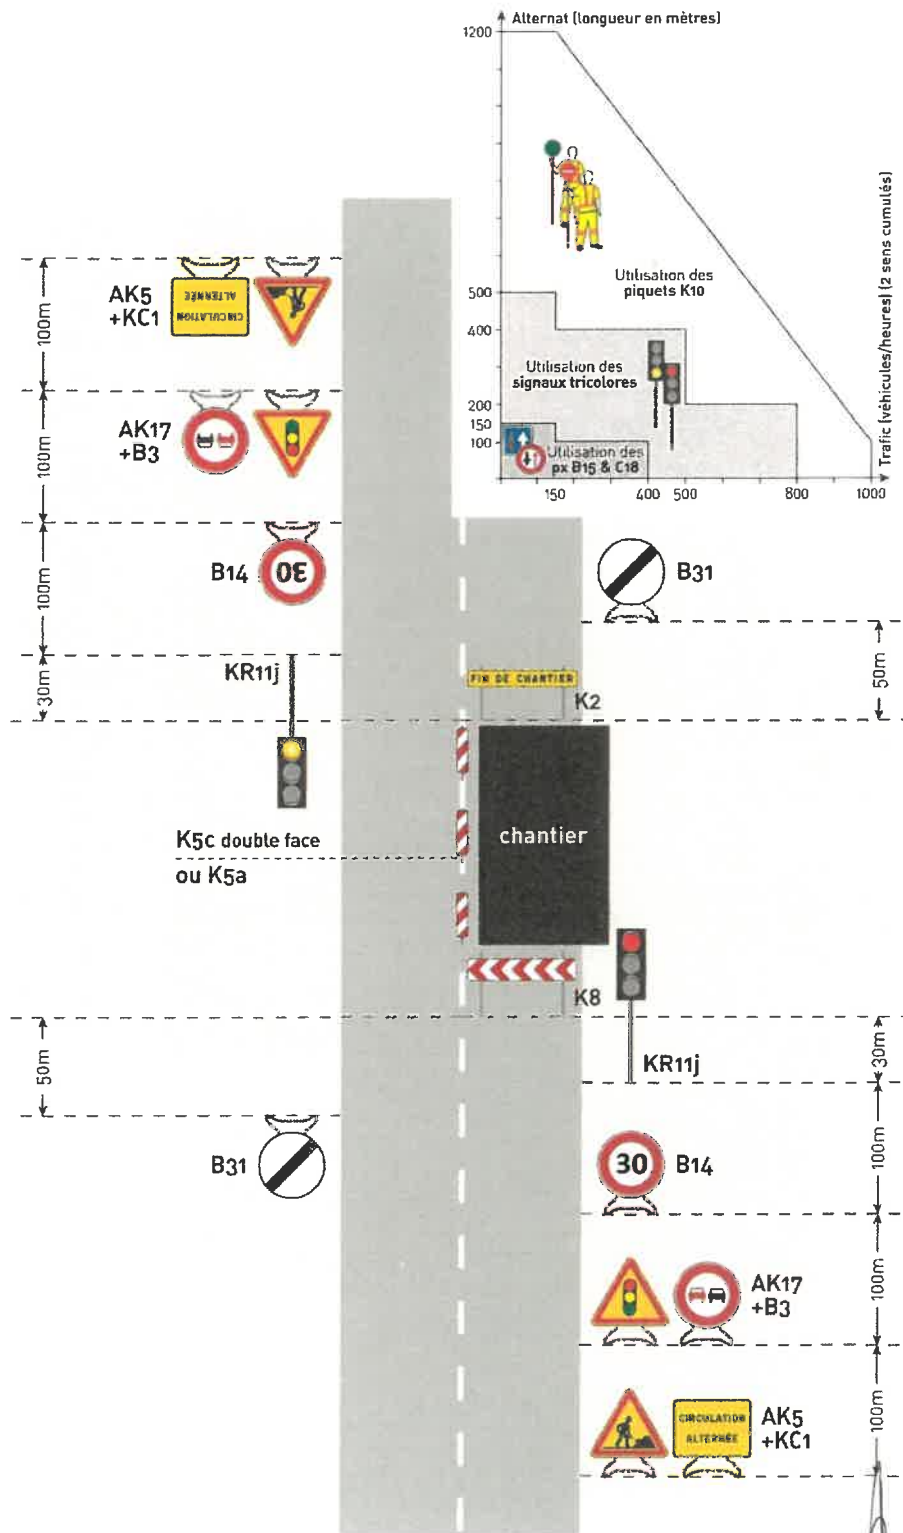 Alternat (longueur en mètres)
1200
500
400
200
150
100
150
400
500
800
1000
Trafic (véhicules/heures) (2 sens cumulés)
Utilisation des
piquets K10
Utilisation des
signaux tricolores
Utilisation des
px B15 & C18
100m
AK5
+KC1
CIRCULATION
ALTERNÉE
100m
AK17
+B3
100m
B14
30
B31
30m
KR11j
50m
FIN DE CHANTIER
K2
chantier
K5c double face
ou K5a
K8
50m
KR11j
30m
B31
30
B14
100m
AK17
+B3
100m
CIRCULATION
ALTERNÉE
AK5
+KC1
100m